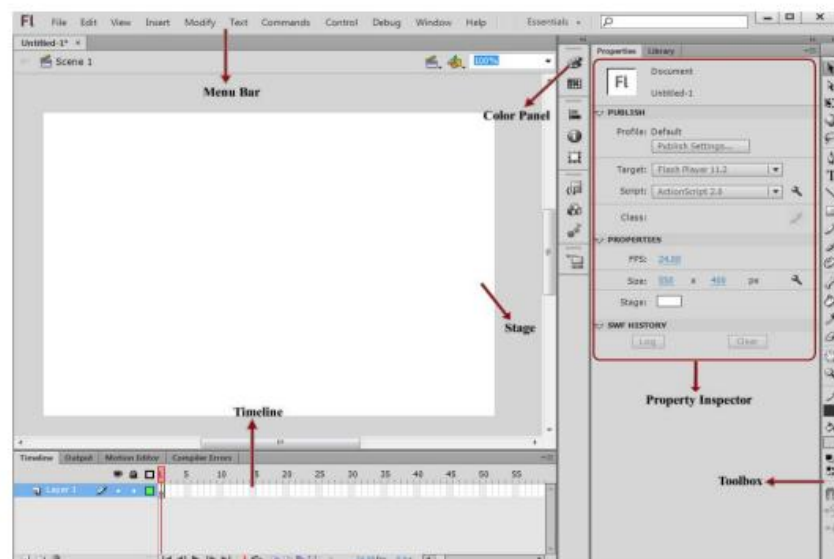 Fl File Edit View Insert Modify Text Commands Control Debug Window Help Essentials
Untitled-1* ×
Scene 1 100%
Menu Bar
Color Panel
Stage
Timeline
Properties Library
Fl Document
Untitled-1
PUBLISH
Profile: Default
Publish Settings...
Target: Flash Player 11.2
Script: ActionScript 2.0
Class:
PROPERTIES
FPS: 24.00
Size: 550 x 400 px
Stage:
SWF HISTORY
Log Clear
Property Inspector
Toolbox
Timeline Output Motion Editor Compiler Errors
5 10 15 20 25 30 35 40 45 50 55
Layer 1